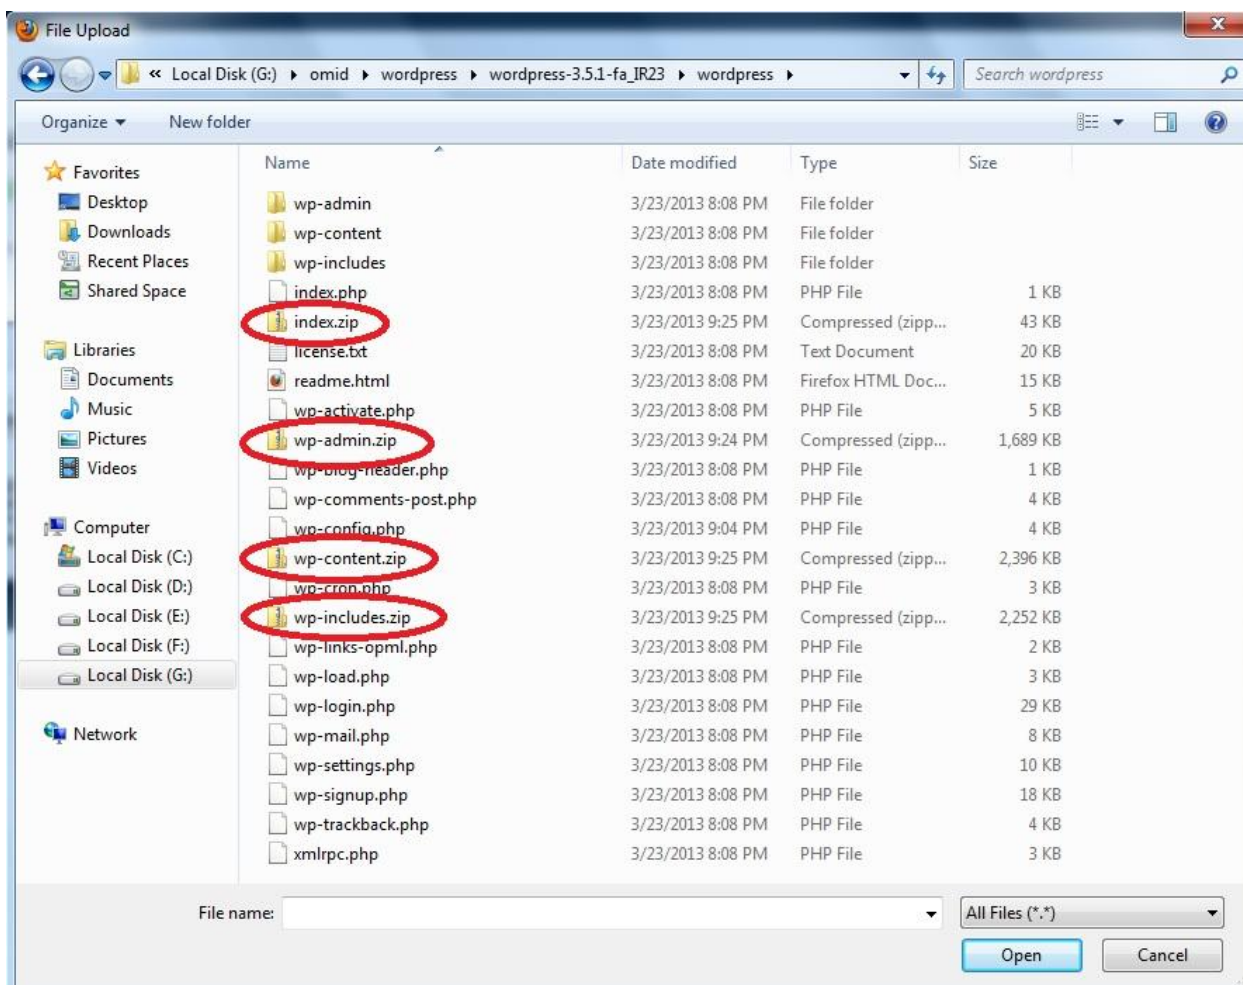 File Upload
« Local Disk (G:) ▸ omid ▸ wordpress ▸ wordpress-3.5.1-fa_IR23 ▸ wordpress ▸ Search wordpress
Organize New folder
Name Date modified Type Size
Favorites
Desktop
Downloads
Recent Places
Shared Space
Libraries
Documents
Music
Pictures
Videos
Computer
Local Disk (C:)
Local Disk (D:)
Local Disk (E:)
Local Disk (F:)
Local Disk (G:)
Network
wp-admin 3/23/2013 8:08 PM File folder
wp-content 3/23/2013 8:08 PM File folder
wp-includes 3/23/2013 8:08 PM File folder
index.php 3/23/2013 8:08 PM PHP File 1 KB
index.zip 3/23/2013 9:25 PM Compressed (zipp... 43 KB
license.txt 3/23/2013 8:08 PM Text Document 20 KB
readme.html 3/23/2013 8:08 PM Firefox HTML Doc... 15 KB
wp-activate.php 3/23/2013 8:08 PM PHP File 5 KB
wp-admin.zip 3/23/2013 9:24 PM Compressed (zipp... 1,689 KB
wp-blog-header.php 3/23/2013 8:08 PM PHP File 1 KB
wp-comments-post.php 3/23/2013 8:08 PM PHP File 4 KB
wp-config.php 3/23/2013 9:04 PM PHP File 4 KB
wp-content.zip 3/23/2013 9:25 PM Compressed (zipp... 2,396 KB
wp-cron.php 3/23/2013 8:08 PM PHP File 3 KB
wp-includes.zip 3/23/2013 9:25 PM Compressed (zipp... 2,252 KB
wp-links-opml.php 3/23/2013 8:08 PM PHP File 2 KB
wp-load.php 3/23/2013 8:08 PM PHP File 3 KB
wp-login.php 3/23/2013 8:08 PM PHP File 29 KB
wp-mail.php 3/23/2013 8:08 PM PHP File 8 KB
wp-settings.php 3/23/2013 8:08 PM PHP File 10 KB
wp-signup.php 3/23/2013 8:08 PM PHP File 18 KB
wp-trackback.php 3/23/2013 8:08 PM PHP File 4 KB
xmlrpc.php 3/23/2013 8:08 PM PHP File 3 KB
File name: All Files (*.*)
Open Cancel